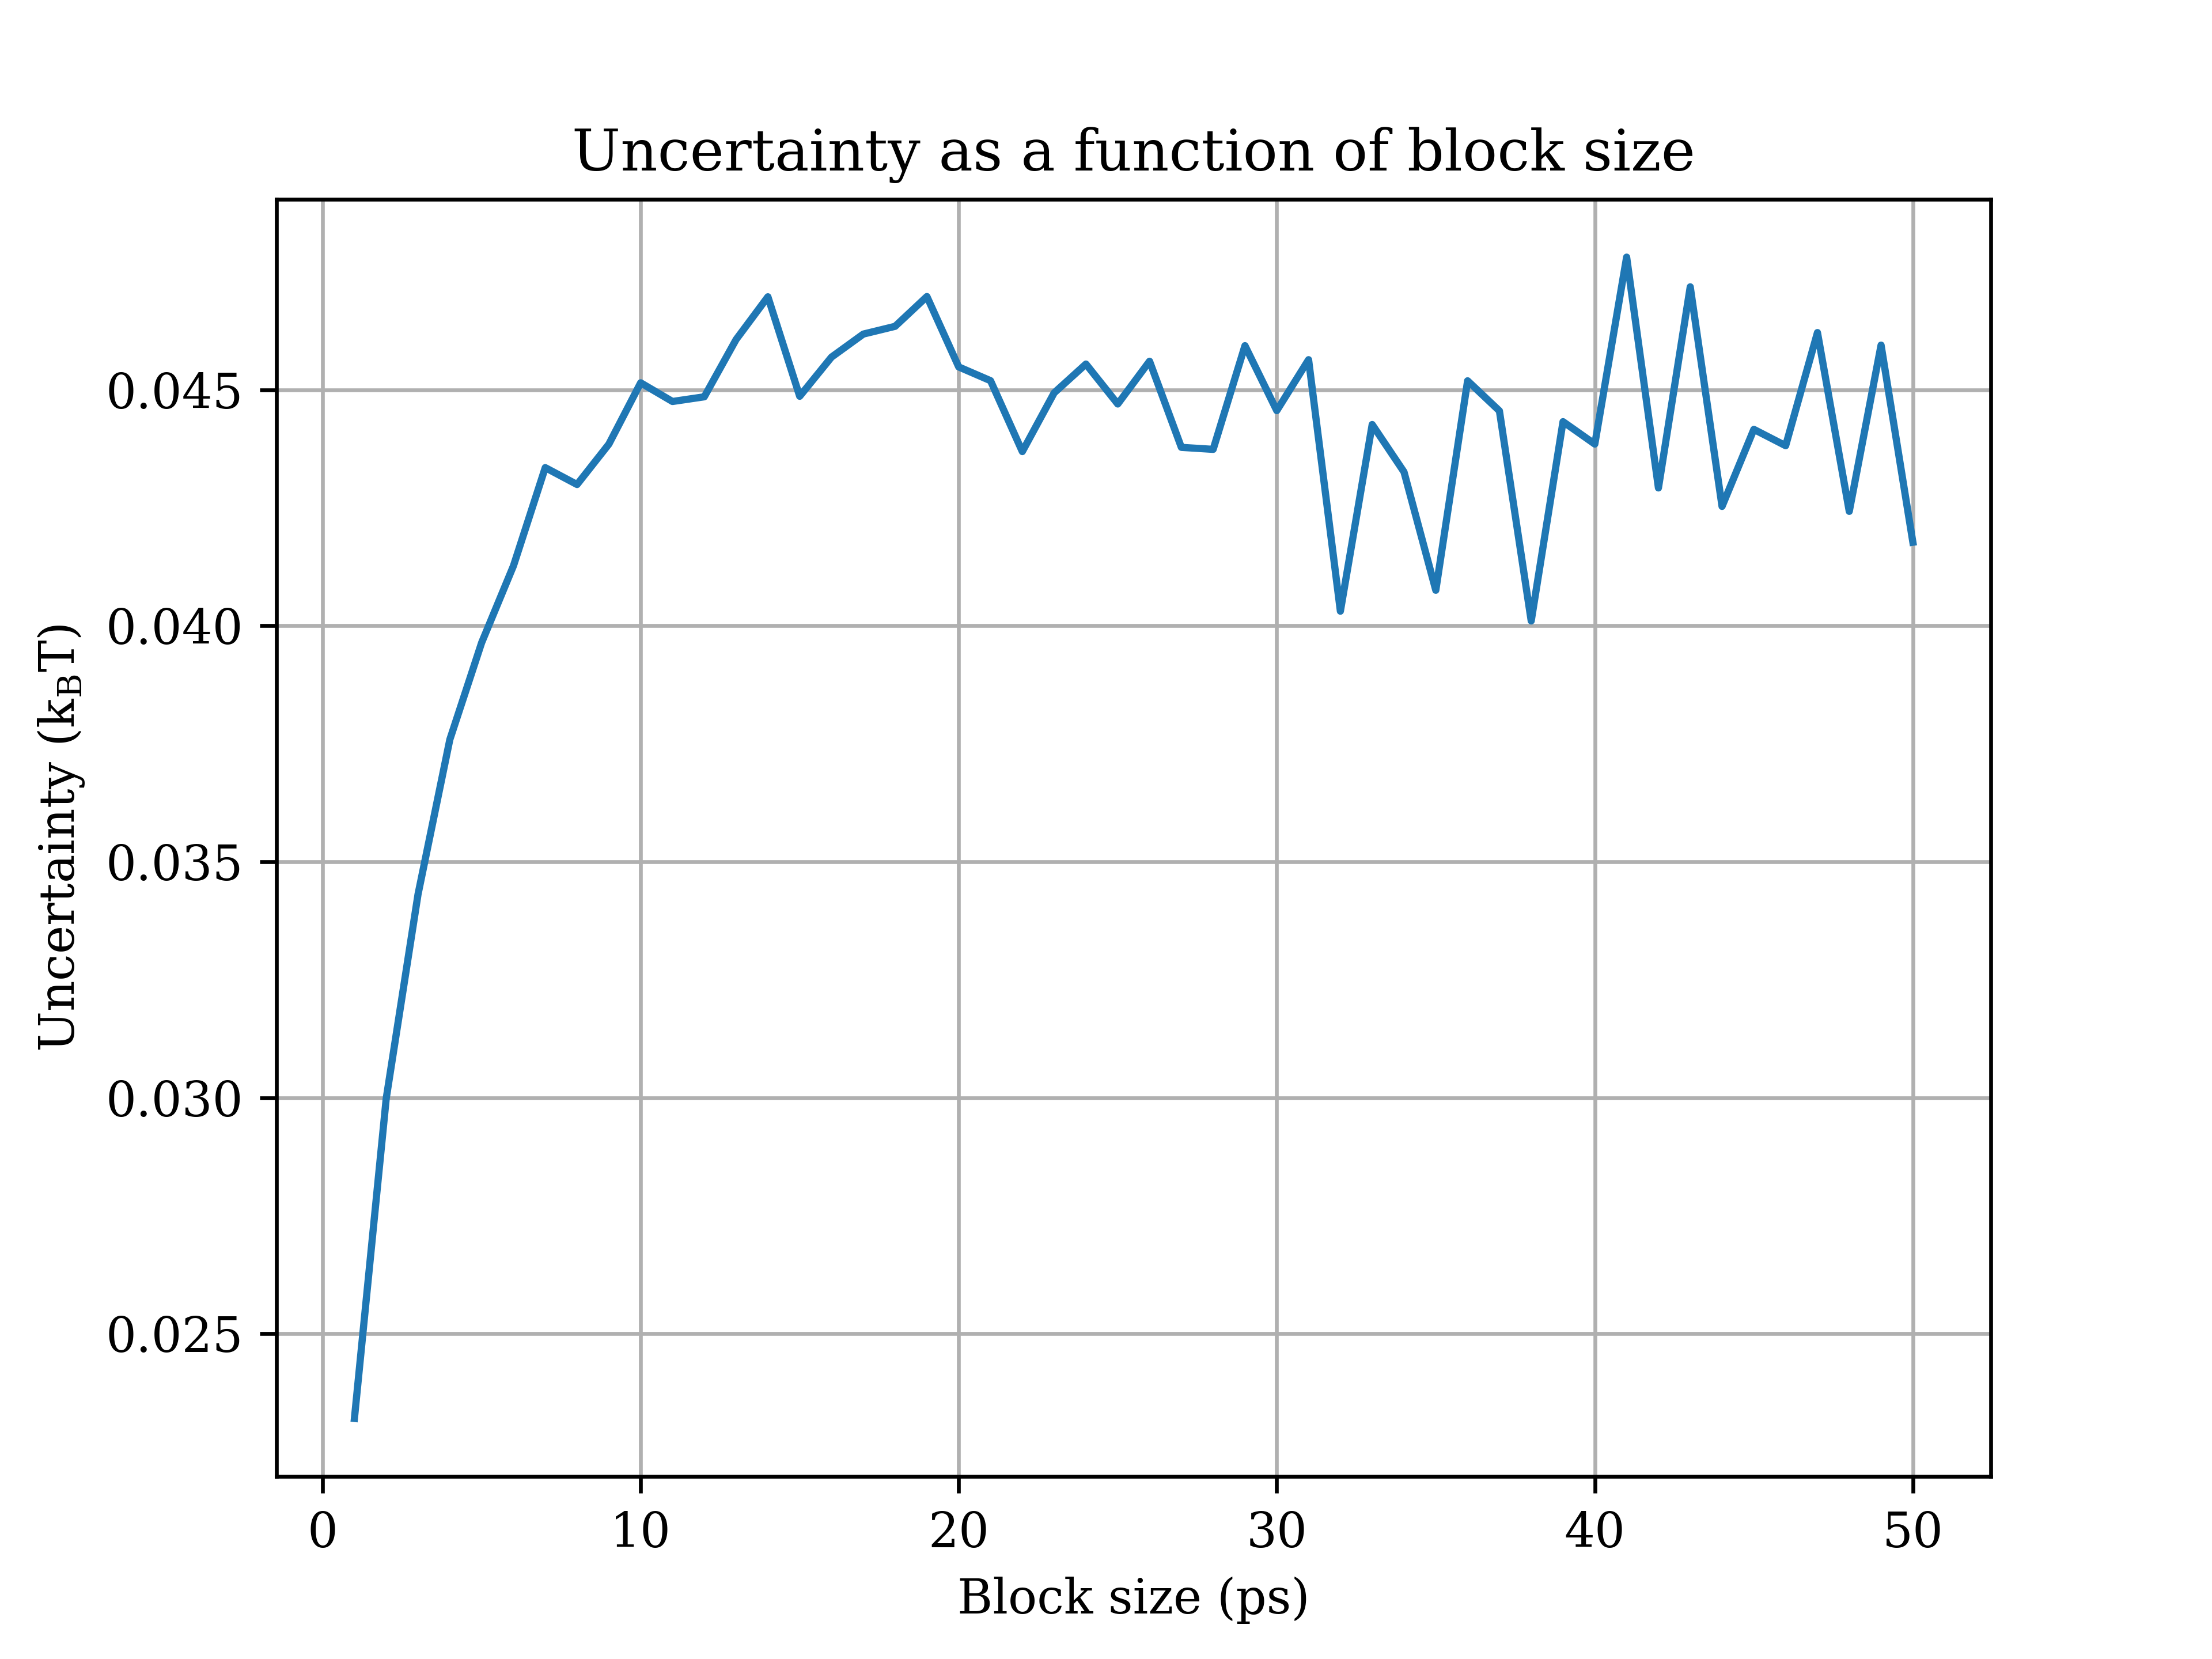 Uncertainty as a function of block size
0.045
0.040
0.035
0.030
0.025
Uncertainty (k_BT)
0 10 20 30 40 50
Block size (ps)